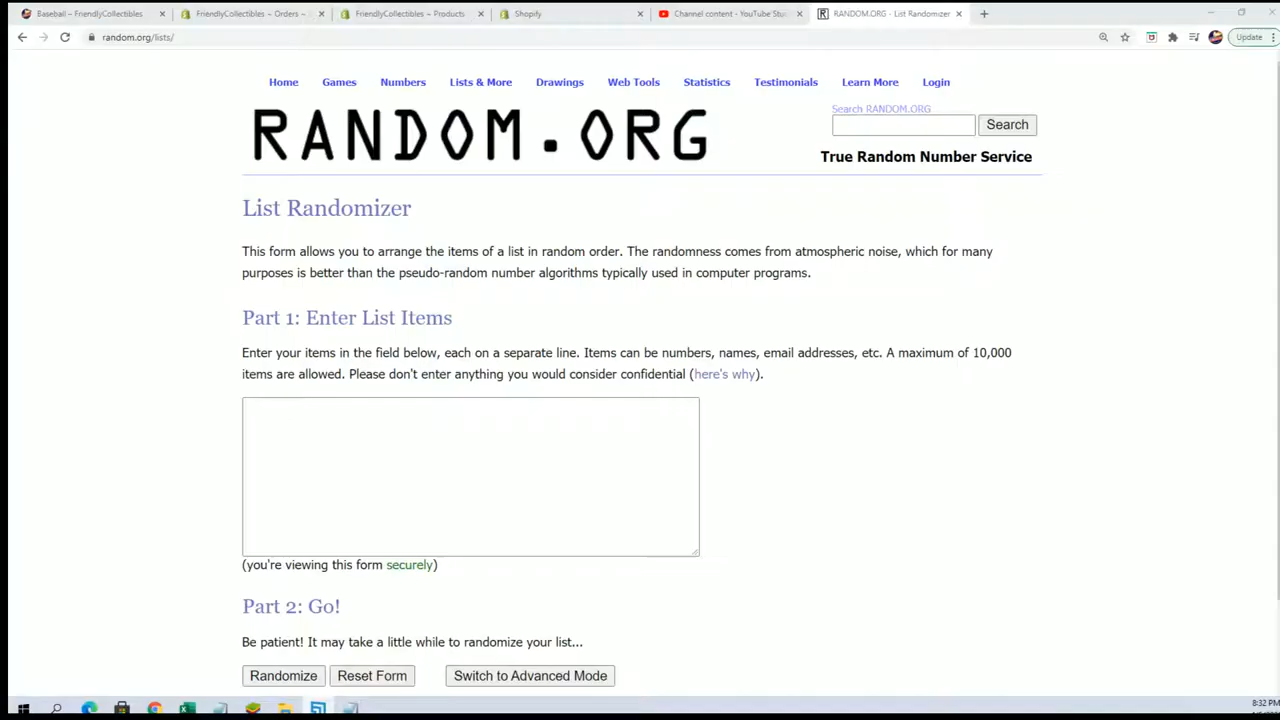 Baseball – FriendlyCollectibles
FriendlyCollectibles ~ Orders ~
FriendlyCollectibles ~ Products
Shopify
Channel content - YouTube Stu
RANDOM.ORG - List Randomizer
random.org/lists/
Update
Home Games Numbers Lists & More Drawings Web Tools Statistics Testimonials Learn More Login
RANDOM.ORG
Search RANDOM.ORG
Search
True Random Number Service
List Randomizer
This form allows you to arrange the items of a list in random order. The randomness comes from atmospheric noise, which for many
purposes is better than the pseudo-random number algorithms typically used in computer programs.
Part 1: Enter List Items
Enter your items in the field below, each on a separate line. Items can be numbers, names, email addresses, etc. A maximum of 10,000
items are allowed. Please don't enter anything you would consider confidential (here's why).
(you're viewing this form securely)
Part 2: Go!
Be patient! It may take a little while to randomize your list...
Randomize Reset Form Switch to Advanced Mode
8:32 PM